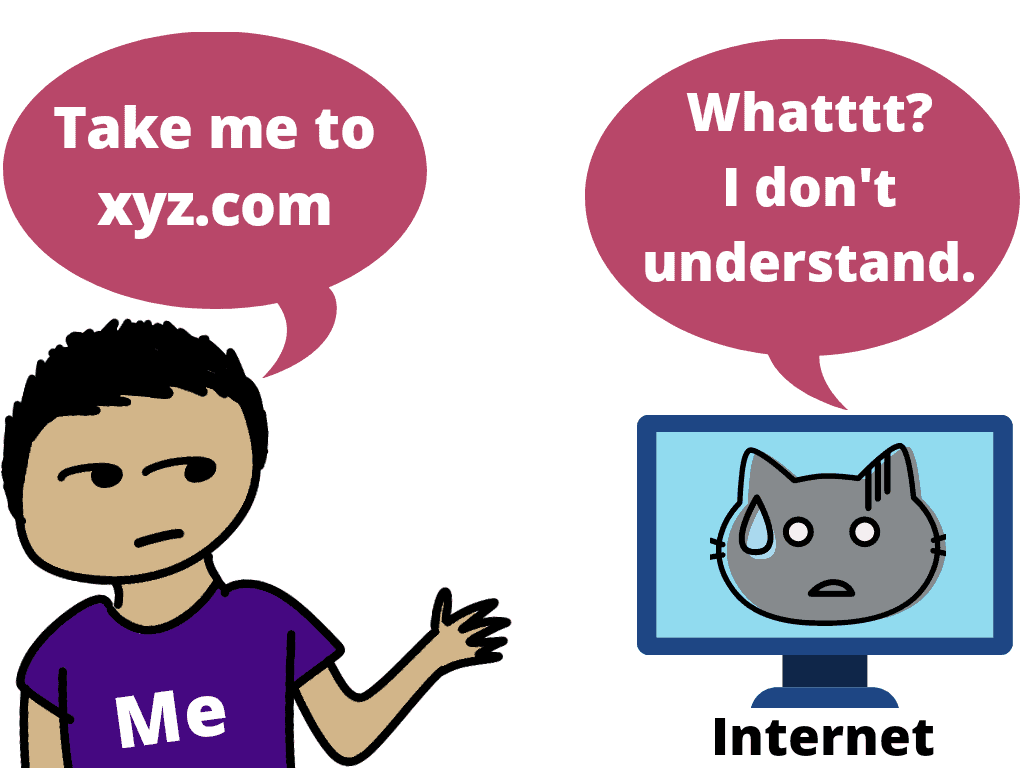 Take me to
xyz.com
Whatttt?
I don't
understand.
Me
Internet